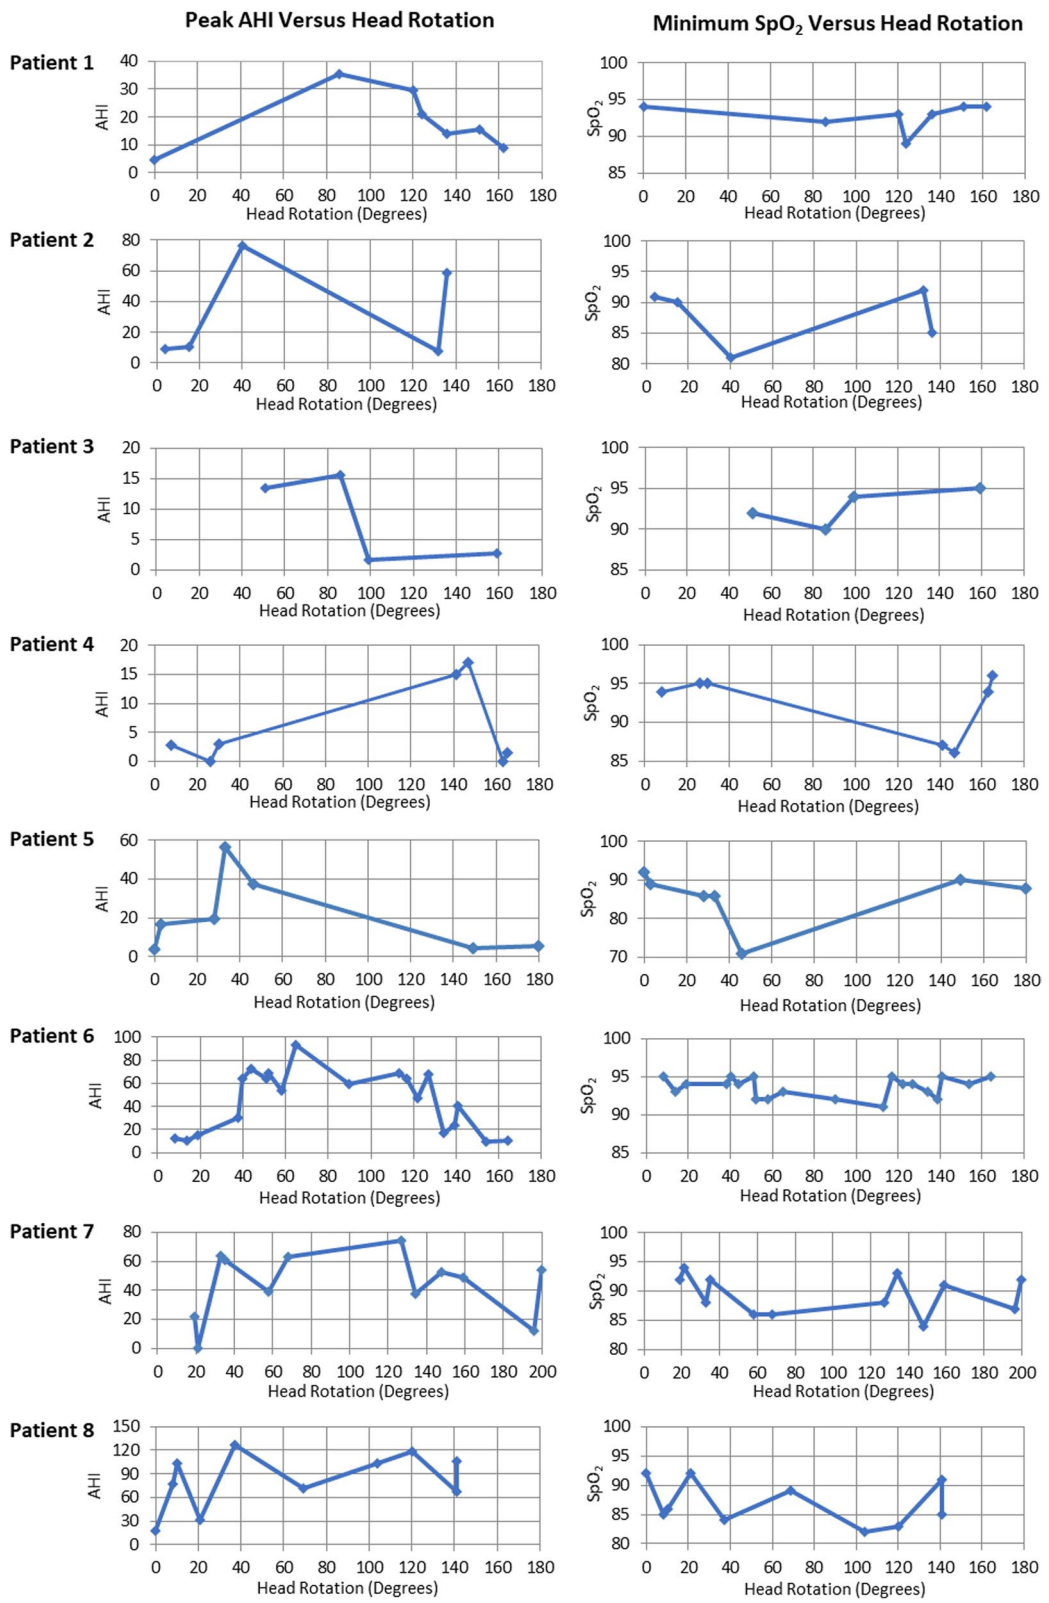 Peak AHI Versus Head Rotation
Minimum SpO₂ Versus Head Rotation
Patient 1
AHI
40
30
20
10
0
0 20 40 60 80 100 120 140 160 180
Head Rotation (Degrees)
SpO₂
100
95
90
85
0 20 40 60 80 100 120 140 160 180
Head Rotation (Degrees)
Patient 2
AHI
80
60
40
20
0
0 20 40 60 80 100 120 140 160 180
Head Rotation (Degrees)
SpO₂
100
95
90
85
80
0 20 40 60 80 100 120 140 160 180
Head Rotation (Degrees)
Patient 3
AHI
20
15
10
5
0
0 20 40 60 80 100 120 140 160 180
Head Rotation (Degrees)
SpO₂
100
95
90
85
0 20 40 60 80 100 120 140 160 180
Head Rotation (Degrees)
Patient 4
AHI
20
15
10
5
0
0 20 40 60 80 100 120 140 160 180
Head Rotation (Degrees)
SpO₂
100
95
90
85
0 20 40 60 80 100 120 140 160 180
Head Rotation (Degrees)
Patient 5
AHI
60
40
20
0
0 20 40 60 80 100 120 140 160 180
Head Rotation (Degrees)
SpO₂
100
90
80
70
0 20 40 60 80 100 120 140 160 180
Head Rotation (Degrees)
Patient 6
AHI
100
80
60
40
20
0
0 20 40 60 80 100 120 140 160 180
Head Rotation (Degrees)
SpO₂
100
95
90
85
0 20 40 60 80 100 120 140 160 180
Head Rotation (Degrees)
Patient 7
AHI
80
60
40
20
0
0 20 40 60 80 100 120 140 160 180 200
Head Rotation (Degrees)
SpO₂
100
95
90
85
80
0 20 40 60 80 100 120 140 160 180 200
Head Rotation (Degrees)
Patient 8
AHI
150
120
90
60
30
0
0 20 40 60 80 100 120 140 160 180
Head Rotation (Degrees)
SpO₂
100
95
90
85
80
0 20 40 60 80 100 120 140 160 180
Head Rotation (Degrees)